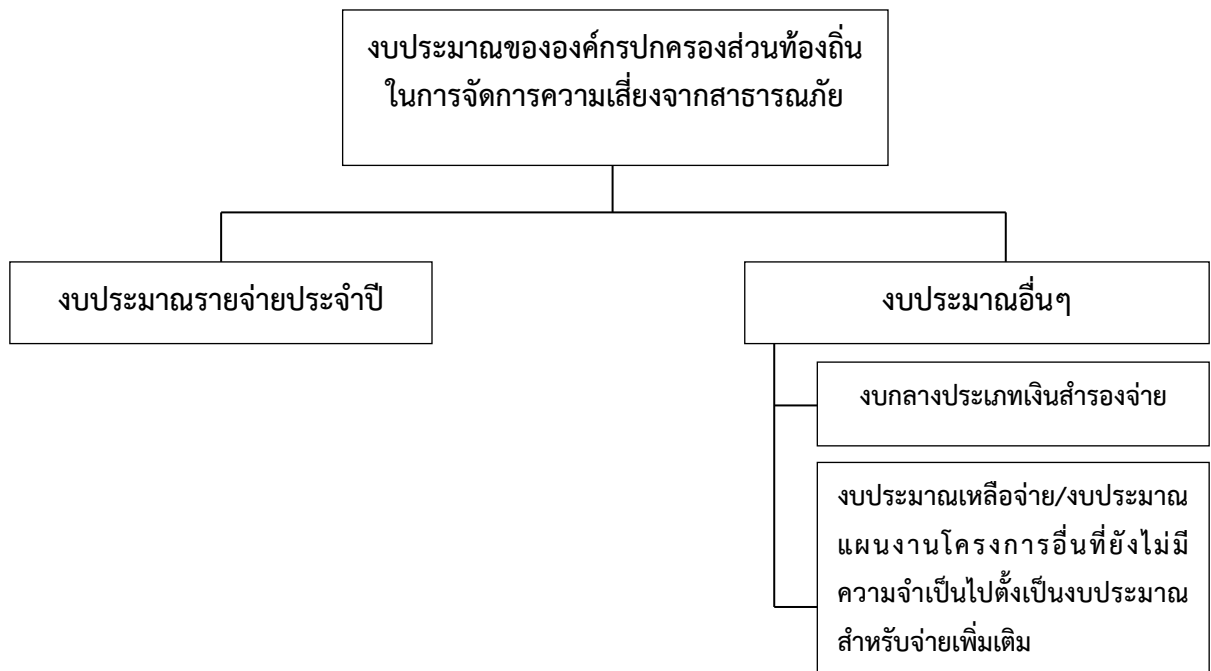 งบประมาณขององค์กรปกครองส่วนท้องถิ่น
ในการจัดการความเสี่ยงจากสาธารณภัย
งบประมาณรายจ่ายประจำปี
งบประมาณอื่นๆ
งบกลางประเภทเงินสำรองจ่าย
งบประมาณเหลือจ่าย/งบประมาณ
แผนงานโครงการอื่นที่ยังไม่มี
ความจำเป็นไปตั้งเป็นงบประมาณ
สำหรับจ่ายเพิ่มเติม